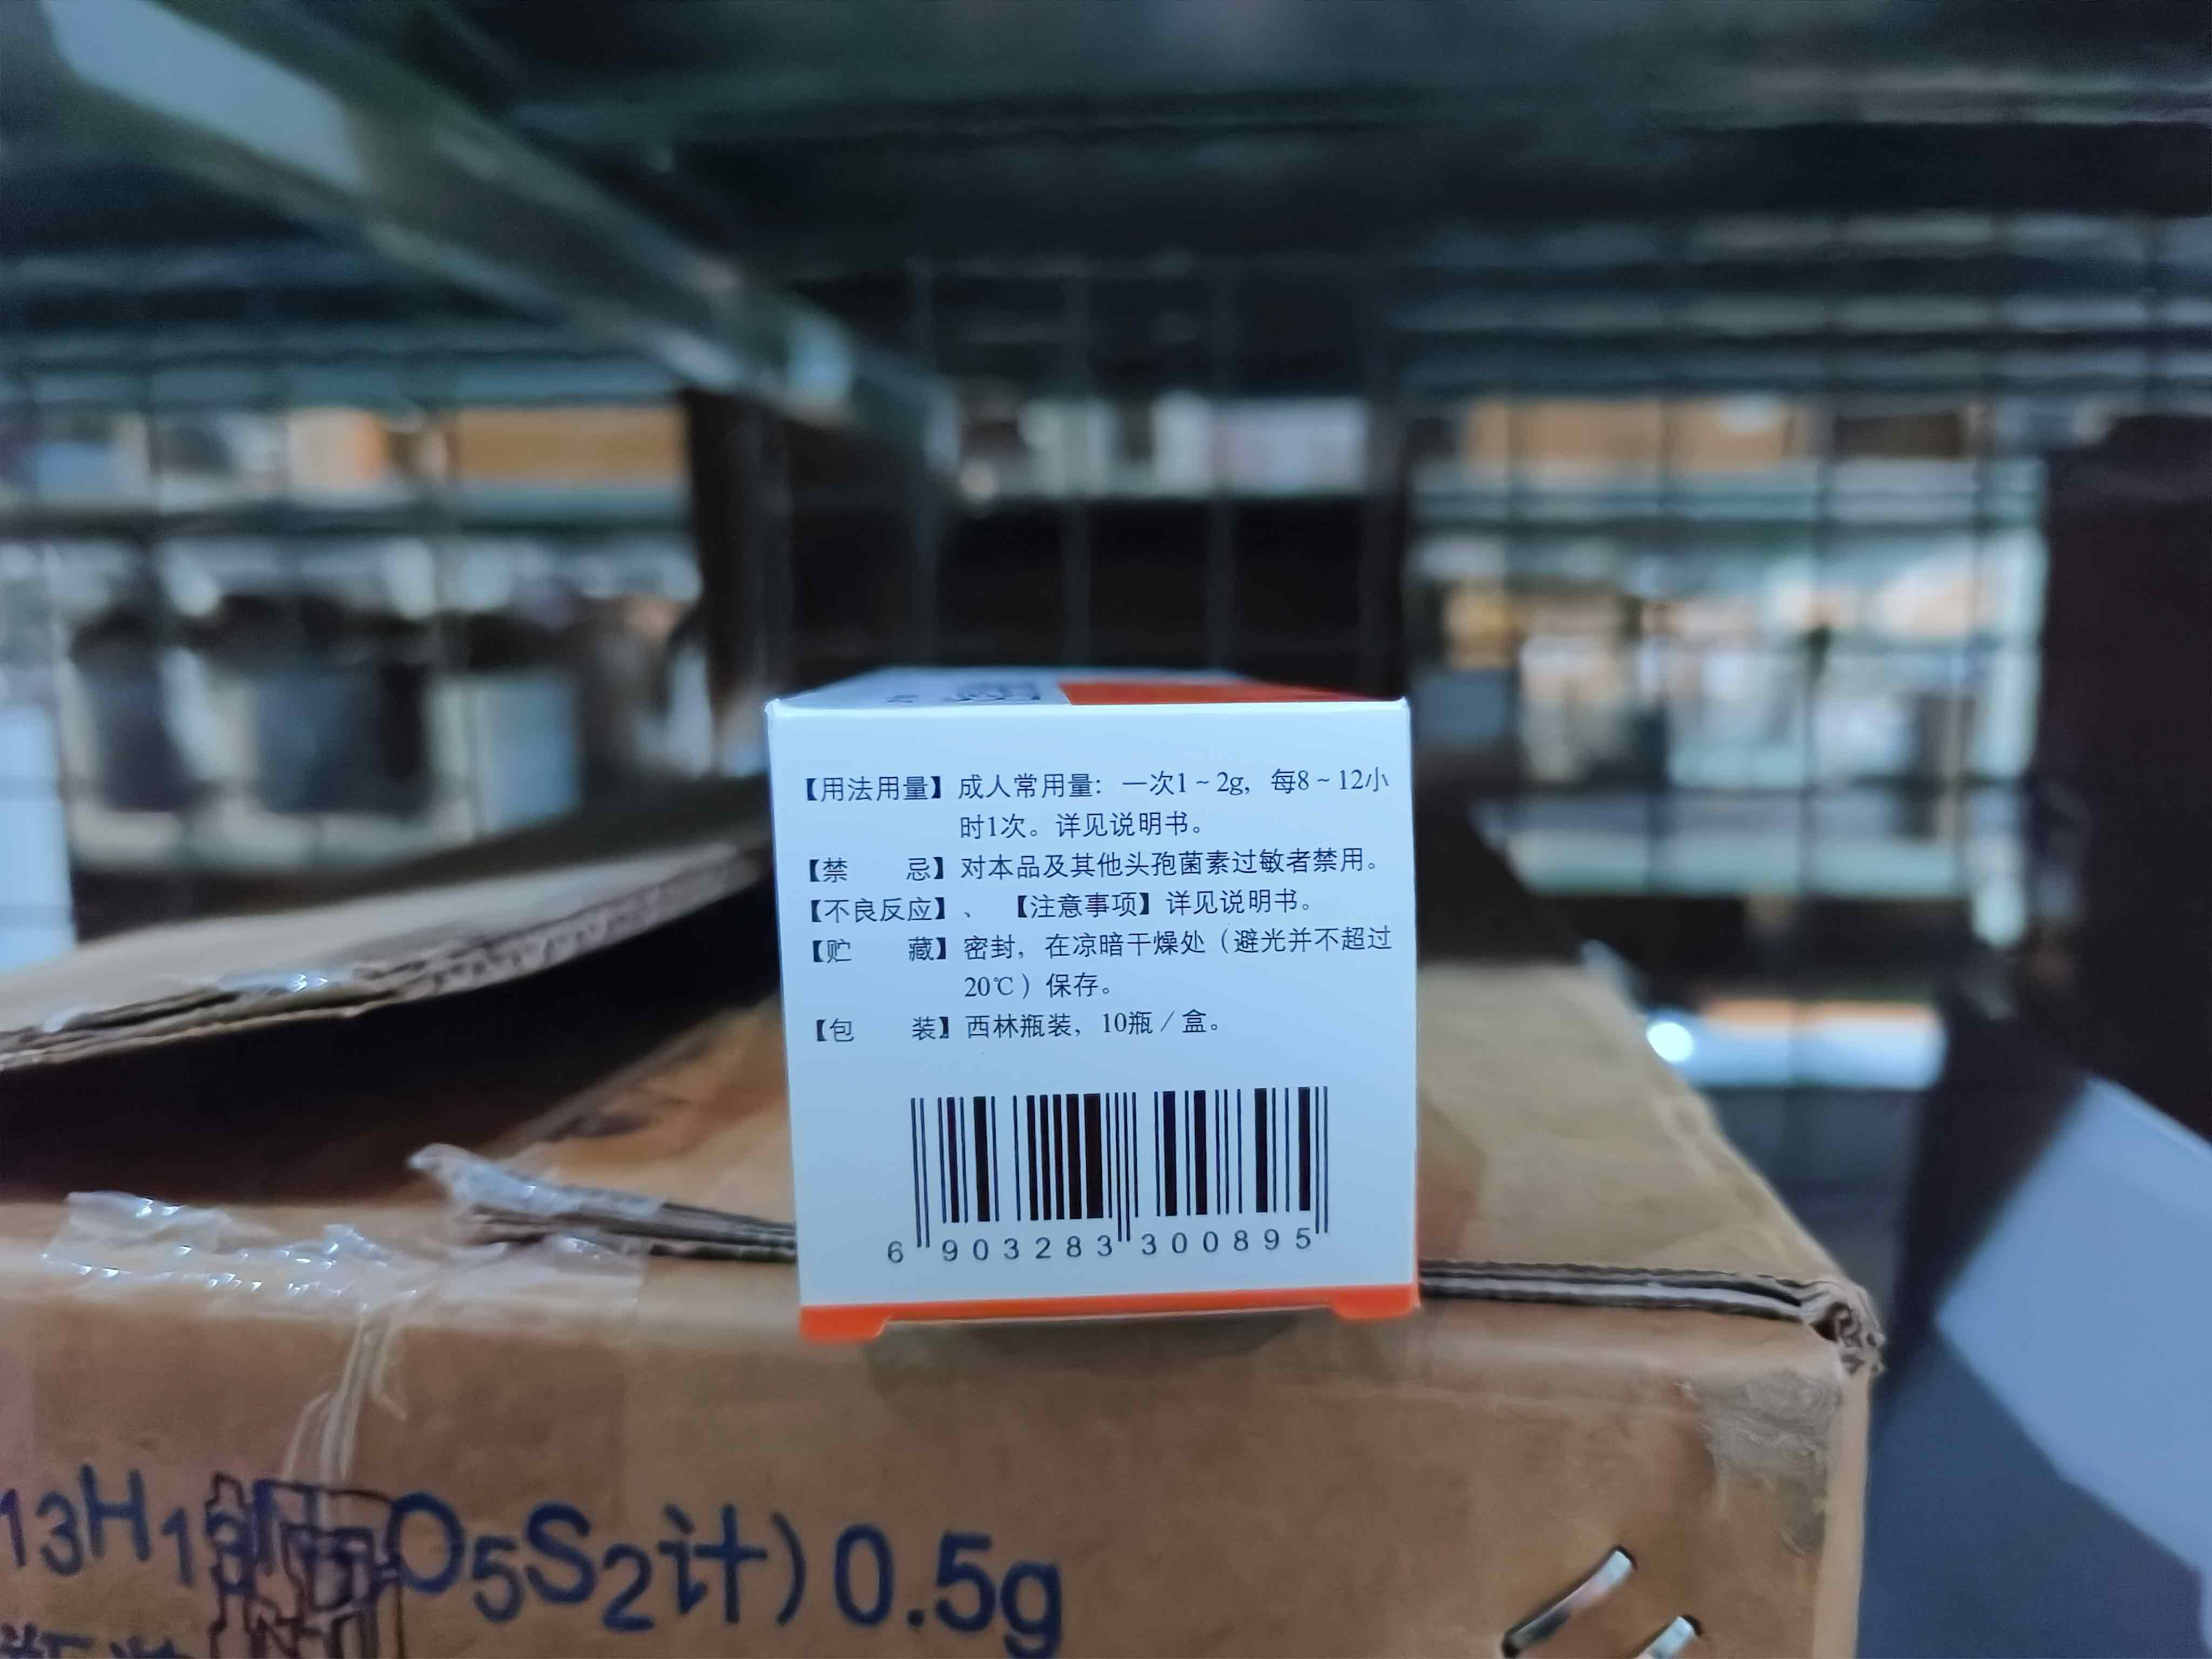 【用法用量】成人常用量：一次1~2g，每8~12小
时1次。详见说明书。
【禁 忌】对本品及其他头孢菌素过敏者禁用。
【不良反应】、【注意事项】详见说明书。
【贮 藏】密封，在凉暗干燥处（避光并不超过
20℃）保存。
【包 装】西林瓶装，10瓶/盒。
6 903283 300895
13H1 O5S2计)0.5g